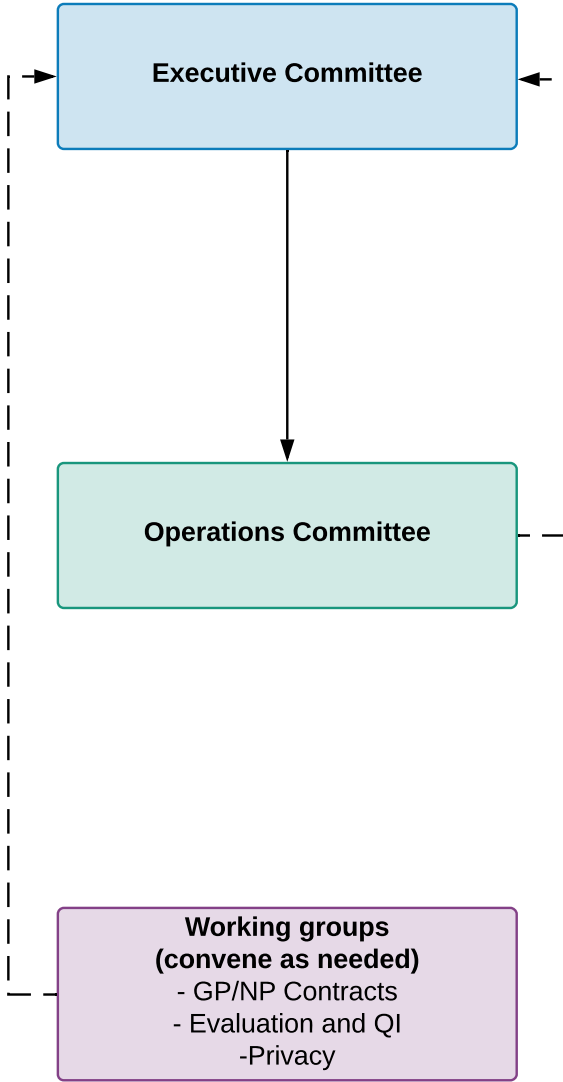 Executive Committee
Operations Committee
Working groups
(convene as needed)
- GP/NP Contracts
- Evaluation and QI
-Privacy